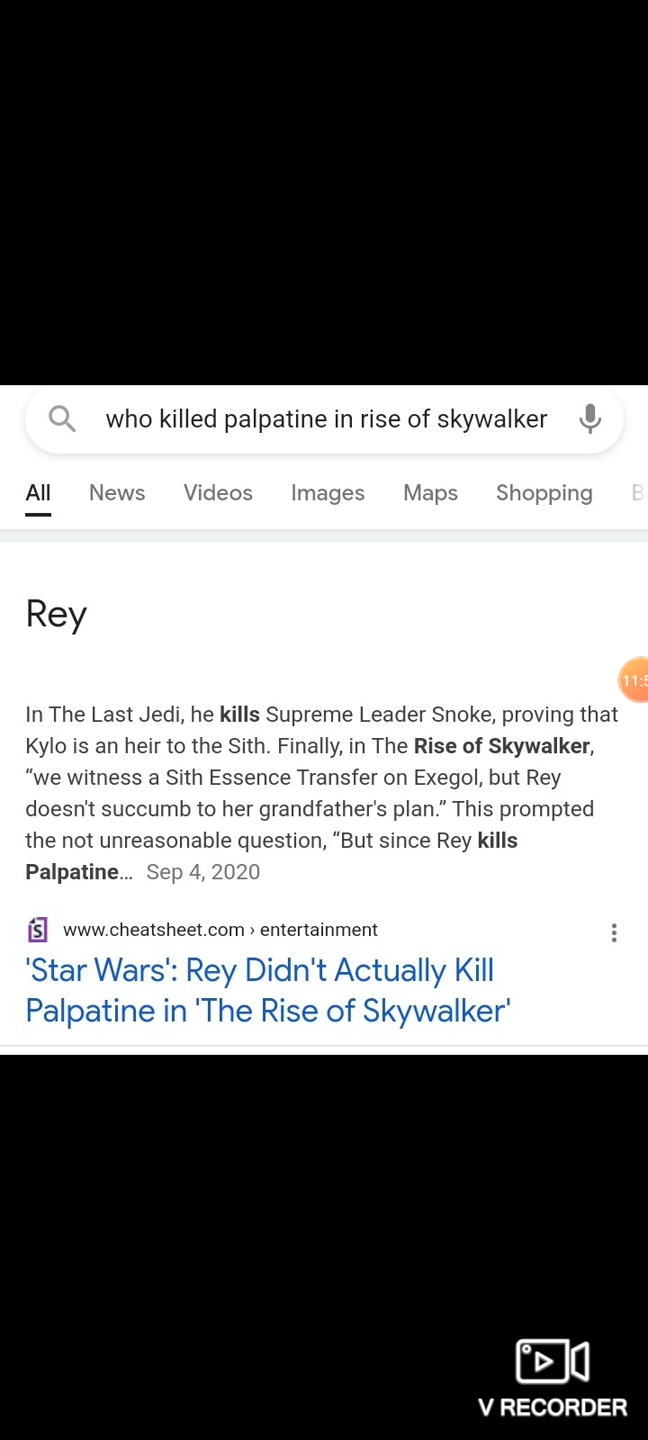 who killed palpatine in rise of skywalker
All News Videos Images Maps Shopping B
Rey
11:5
In The Last Jedi, he kills Supreme Leader Snoke, proving that
Kylo is an heir to the Sith. Finally, in The Rise of Skywalker,
“we witness a Sith Essence Transfer on Exegol, but Rey
doesn't succumb to her grandfather's plan.” This prompted
the not unreasonable question, “But since Rey kills
Palpatine... Sep 4, 2020
www.cheatsheet.com › entertainment
'Star Wars': Rey Didn't Actually Kill
Palpatine in 'The Rise of Skywalker'
V RECORDER